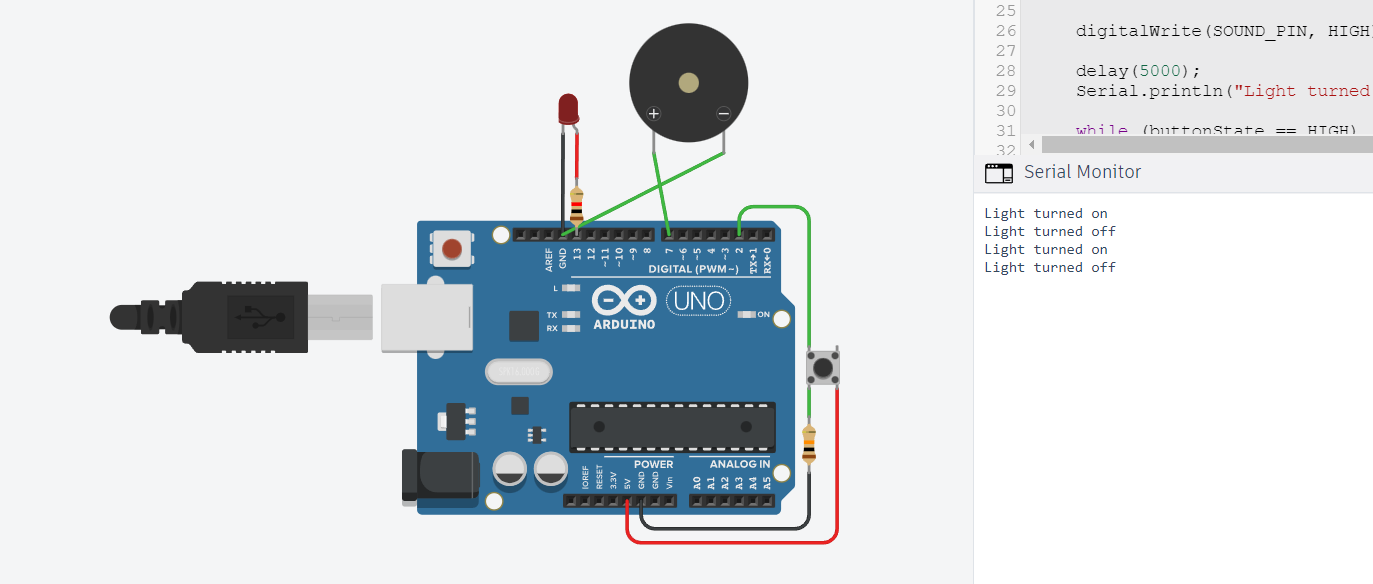 25
26 digitalWrite(SOUND_PIN, HIGH
27
28 delay(5000);
29 Serial.println("Light turned
30
31 while (buttonState == HIGH)
32
Serial Monitor
Light turned on
Light turned off
Light turned on
Light turned off
+ −
AREF
GND
13
12
~11
~10
~9
8
7
~6
~5
4
~3
2
TX→1
RX←0
DIGITAL (PWM~)
L
TX
RX
UNO
ARDUINO
ON
POWER
ANALOG IN
IOREF
RESET
3.3V
5V
GND
GND
Vin
A0
A1
A2
A3
A4
A5